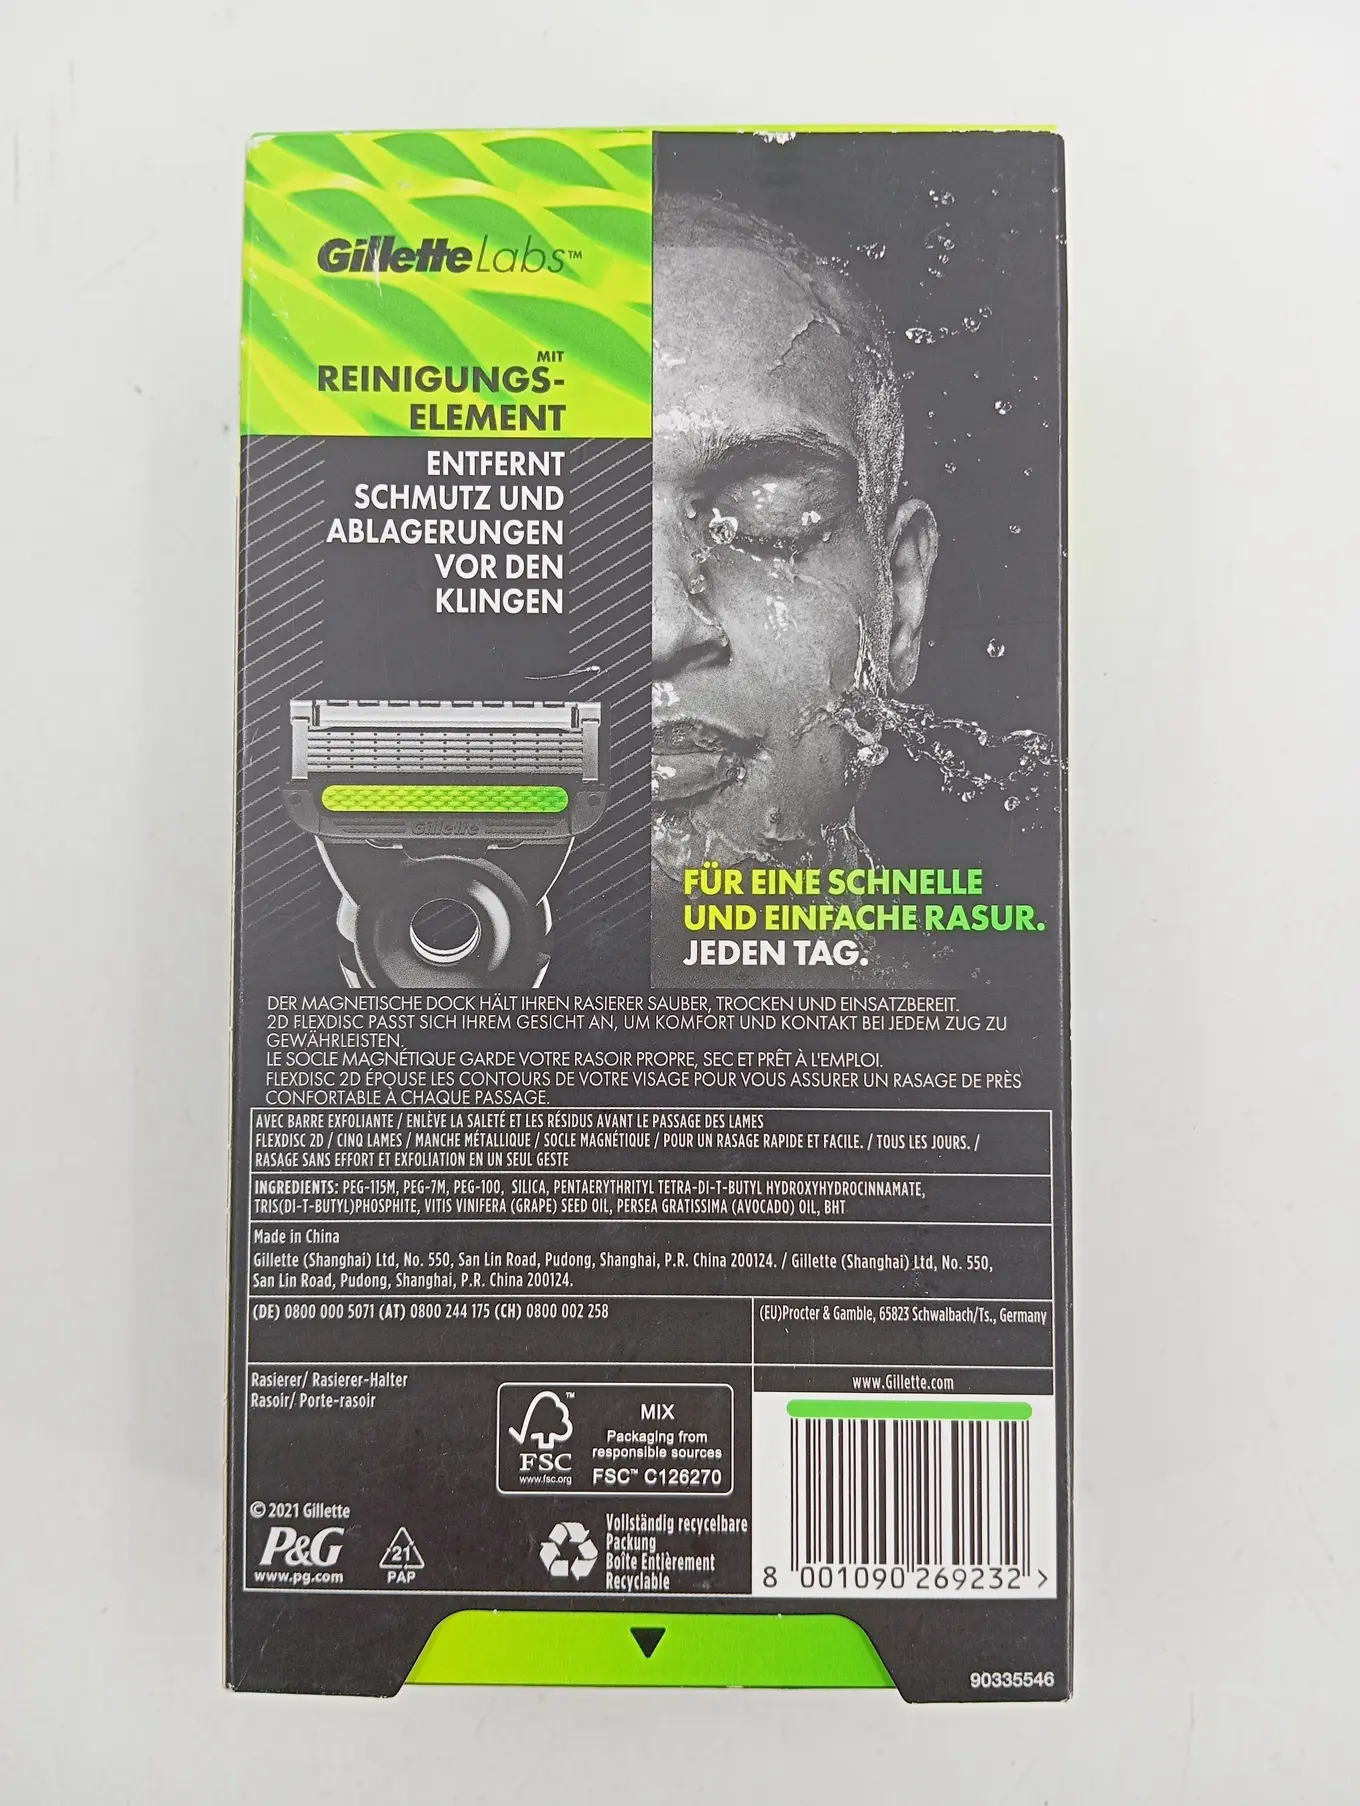 Gillette Labs™
MIT
REINIGUNGS-
ELEMENT
ENTFERNT
SCHMUTZ UND
ABLAGERUNGEN
VOR DEN
KLINGEN
Gillette
FÜR EINE SCHNELLE
UND EINFACHE RASUR.
JEDEN TAG.
DER MAGNETISCHE DOCK HÄLT IHREN RASIERER SAUBER, TROCKEN UND EINSATZBEREIT.
2D FLEXDISC PASST SICH IHREM GESICHT AN, UM KOMFORT UND KONTAKT BEI JEDEM ZUG ZU
GEWÄHRLEISTEN.
LE SOCLE MAGNÉTIQUE GARDE VOTRE RASOIR PROPRE, SEC ET PRÊT À L'EMPLOI.
FLEXDISC 2D ÉPOUSE LES CONTOURS DE VOTRE VISAGE POUR VOUS ASSURER UN RASAGE DE PRÈS
CONFORTABLE À CHAQUE PASSAGE.
AVEC BARRE EXFOLIANTE / ENLÈVE LA SALETÉ ET LES RÉSIDUS AVANT LE PASSAGE DES LAMES
FLEXDISC 2D / CINQ LAMES / MANCHE MÉTALLIQUE / SOCLE MAGNÉTIQUE / POUR UN RASAGE RAPIDE ET FACILE. / TOUS LES JOURS. /
RASAGE SANS EFFORT ET EXFOLIATION EN UN SEUL GESTE
INGREDIENTS: PEG-115M, PEG-7M, PEG-100, SILICA, PENTAERYTHRITYL TETRA-DI-T-BUTYL HYDROXYHYDROCINNAMATE,
TRIS(DI-T-BUTYL)PHOSPHITE, VITIS VINIFERA (GRAPE) SEED OIL, PERSEA GRATISSIMA (AVOCADO) OIL, BHT
Made in China
Gillette (Shanghai) Ltd, No. 550, San Lin Road, Pudong, Shanghai, P.R. China 200124. / Gillette (Shanghai) Ltd, No. 550,
San Lin Road, Pudong, Shanghai, P.R. China 200124.
(DE) 0800 000 5071 (AT) 0800 244 175 (CH) 0800 002 258
(EU)Procter & Gamble, 65823 Schwalbach/Ts., Germany
Rasierer/ Rasierer-Halter
Rasoir/ Porte-rasoir
www.Gillette.com
FSC™
www.fsc.org
MIX
Packaging from
responsible sources
FSC™ C126270
© 2021 Gillette
P&G
www.pg.com
21
PAP
Vollständig recycelbare
Packung
Boîte Entièrement
Recyclable
8 001090 269232 >
90335546